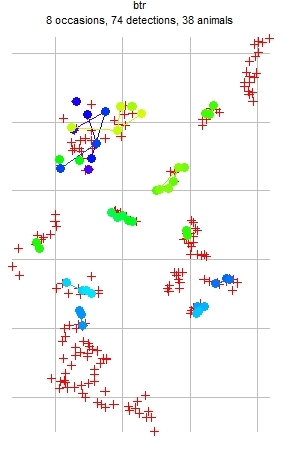 btr
8 occasions, 74 detections, 38 animals